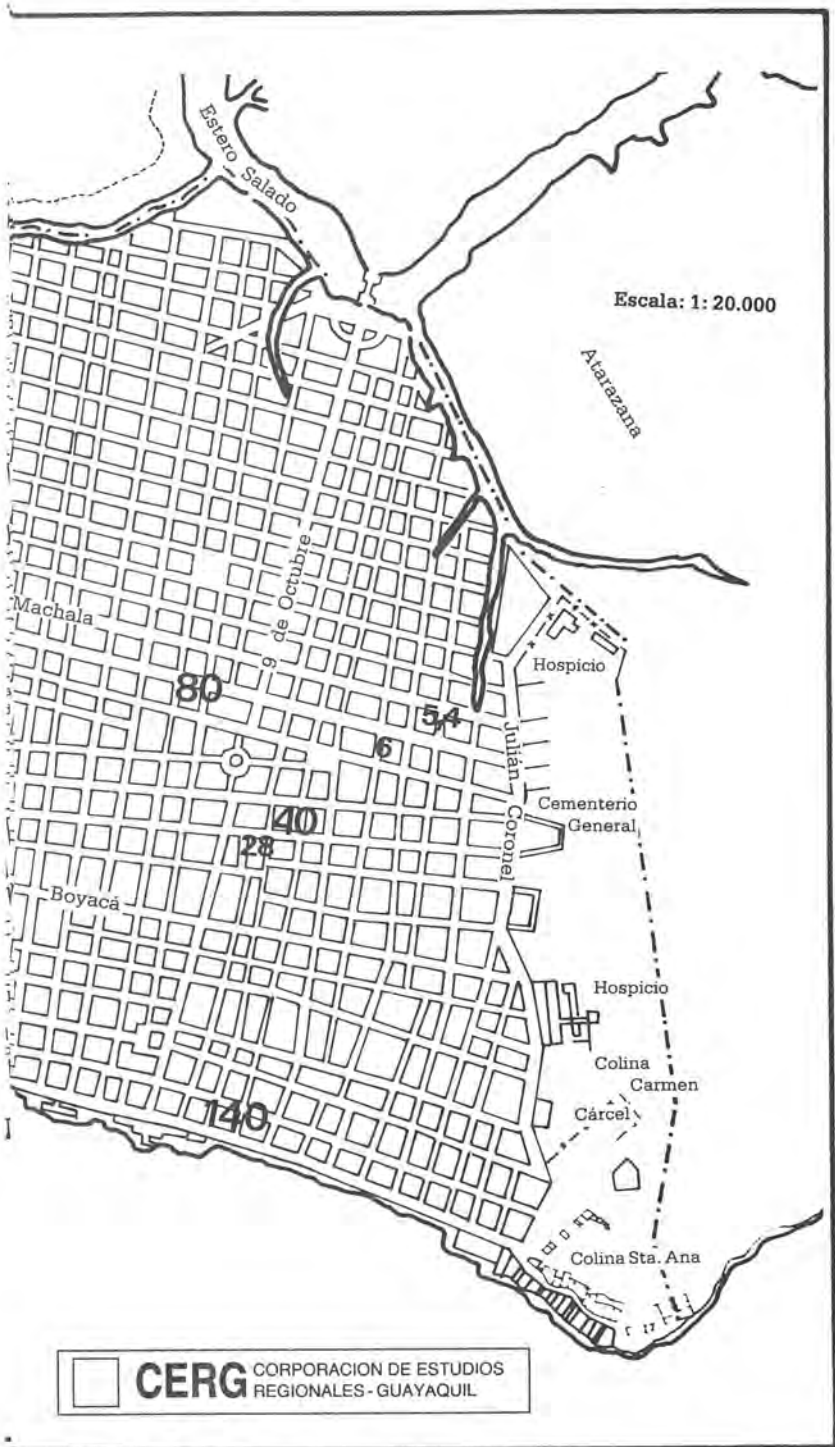 Estero Salado
Escala: 1: 20.000
Atarazana
9 de Octubre
Machala
Hospicio
80
5,4
6
Julián Coronel
Cementerio
General
40
28
Boyacá
Hospicio
Colina
Carmen
Cárcel
140
Colina Sta. Ana
CERG CORPORACION DE ESTUDIOS
REGIONALES - GUAYAQUIL